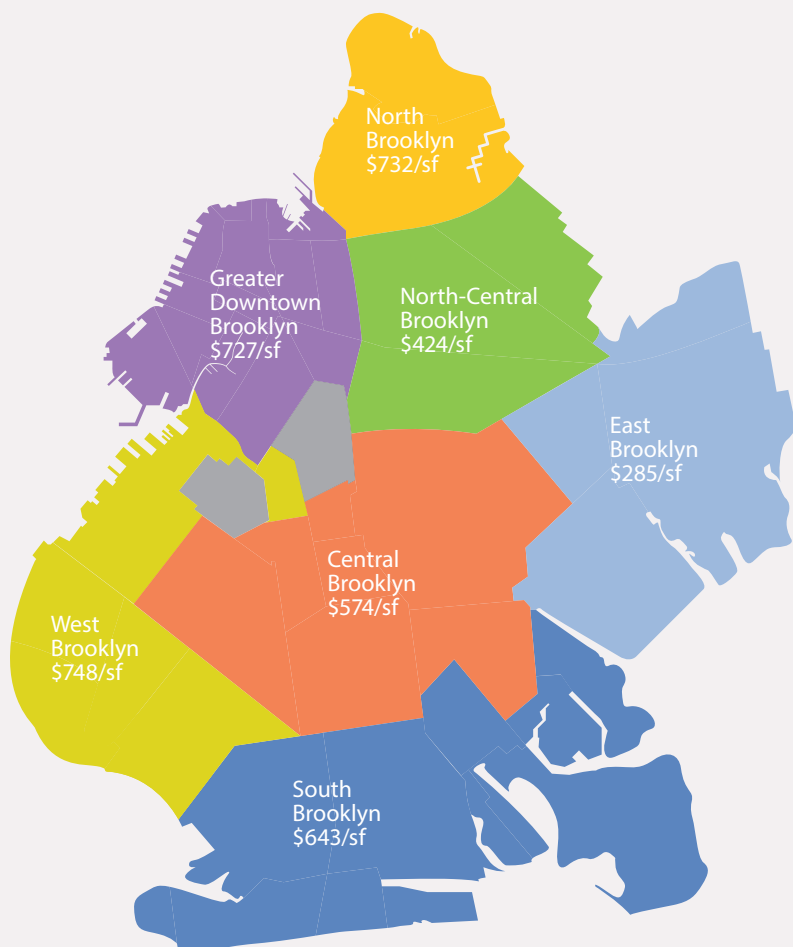 North
Brooklyn
$732/sf
Greater
Downtown
Brooklyn
$727/sf
North-Central
Brooklyn
$424/sf
East
Brooklyn
$285/sf
Central
Brooklyn
$574/sf
West
Brooklyn
$748/sf
South
Brooklyn
$643/sf